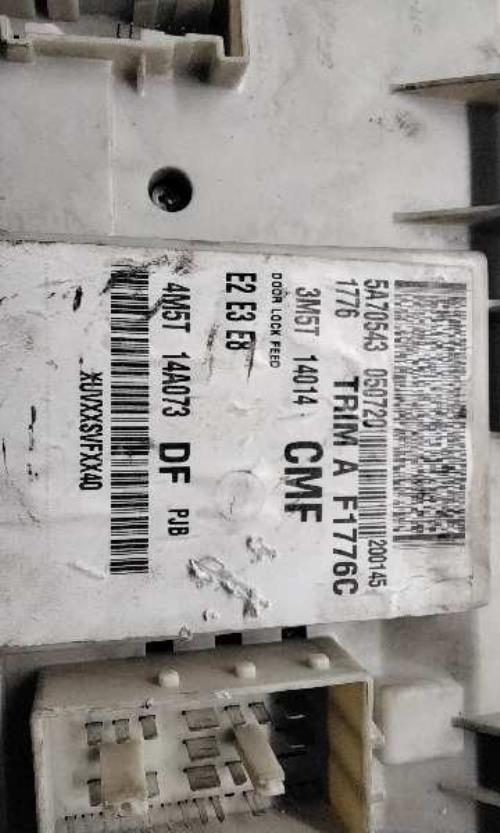 5A70543 050720 200145
1776 TRIM A F1776C
3M5T 14014 CMF
DOOR LOCK FEED
E2 E3 E8
4M5T 14A073 DF PJB
XUVXXSVFXX40